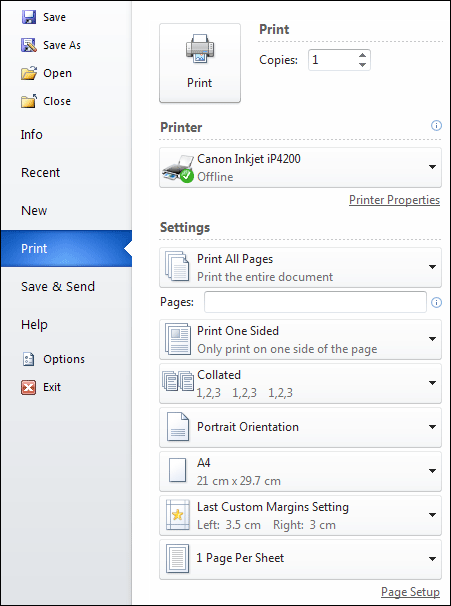 Save
Save As
Open
Close
Info
Recent
New
Print
Save & Send
Help
Options
Exit
Print
Print
Copies: 1
Printer
Canon Inkjet iP4200
Offline
Printer Properties
Settings
Print All Pages
Print the entire document
Pages:
Print One Sided
Only print on one side of the page
Collated
1,2,3 1,2,3 1,2,3
Portrait Orientation
A4
21 cm x 29.7 cm
Last Custom Margins Setting
Left: 3.5 cm Right: 3 cm
1 Page Per Sheet
Page Setup